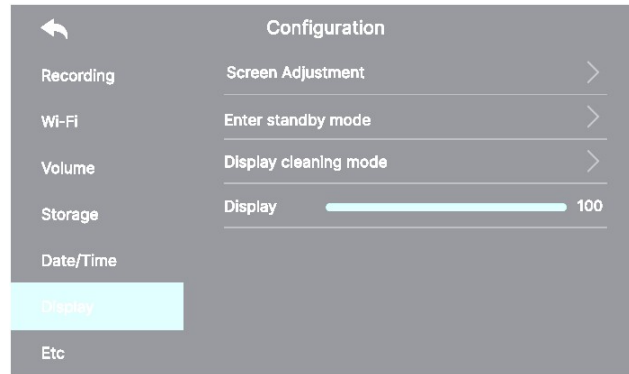 Configuration
Recording
Wi-Fi
Volume
Storage
Date/Time
Display
Etc
Screen Adjustment
Enter standby mode
Display cleaning mode
Display 100